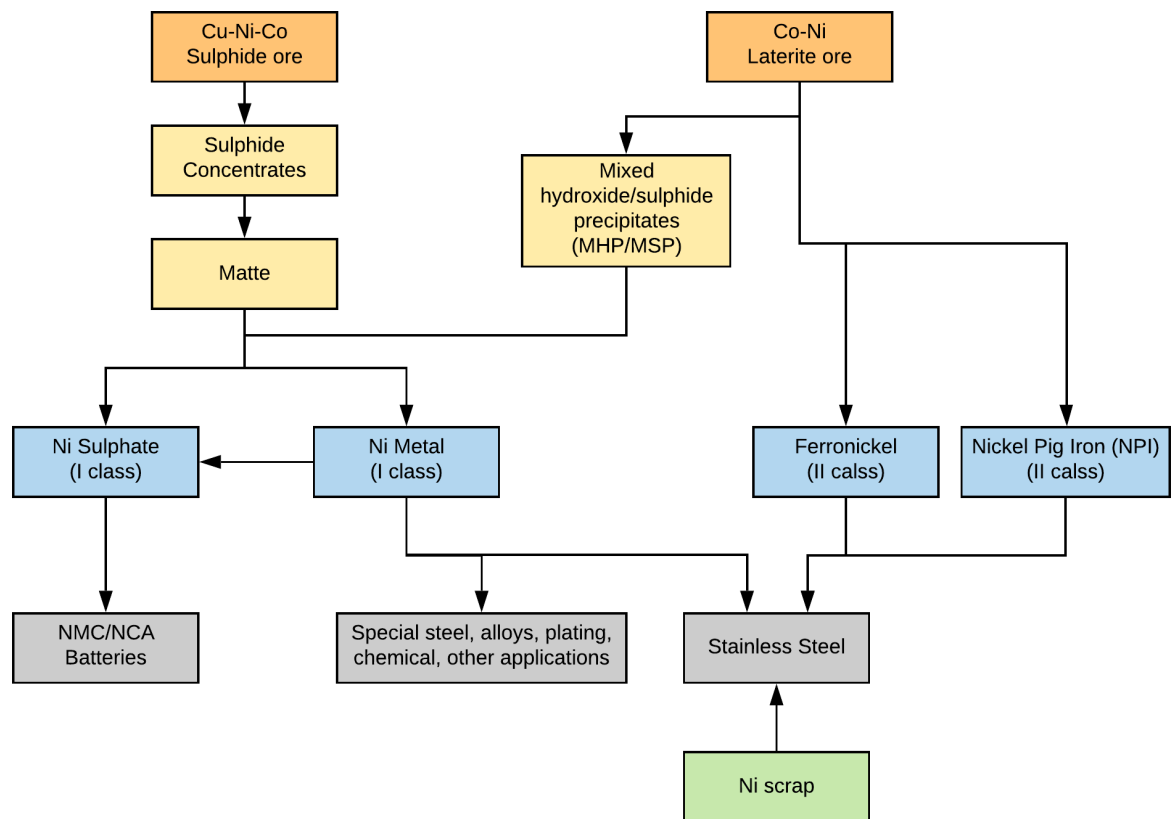 Cu-Ni-Co
Sulphide ore
Co-Ni
Laterite ore
Sulphide
Concentrates
Mixed
hydroxide/sulphide
precipitates
(MHP/MSP)
Matte
Ni Sulphate
(I class)
Ni Metal
(I class)
Ferronickel
(II calss)
Nickel Pig Iron (NPI)
(II calss)
NMC/NCA
Batteries
Special steel, alloys, plating,
chemical, other applications
Stainless Steel
Ni scrap